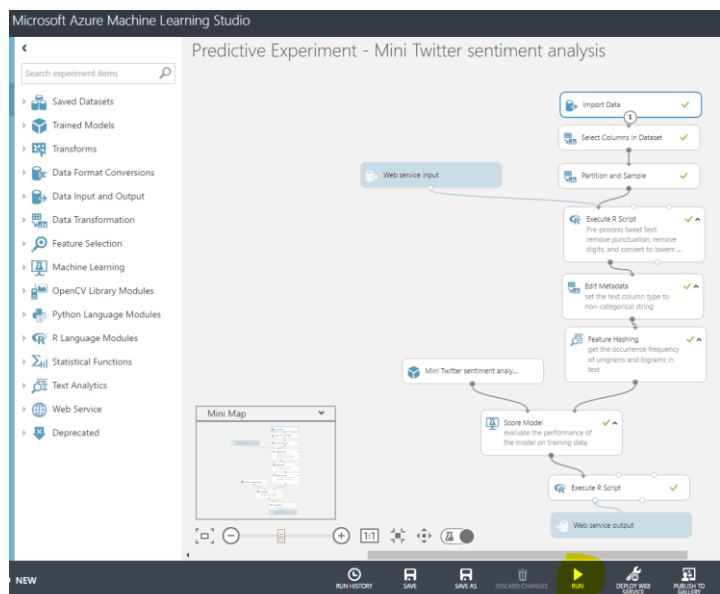 Microsoft Azure Machine Learning Studio
Predictive Experiment - Mini Twitter sentiment analysis
Search experiment items
Saved Datasets
Trained Models
Transforms
Data Format Conversions
Data Input and Output
Data Transformation
Feature Selection
Machine Learning
OpenCV Library Modules
Python Language Modules
R Language Modules
Statistical Functions
Text Analytics
Web Service
Deprecated
Import Data
1
Select Columns in Dataset
Web service input
Partition and Sample
Execute R Script
Pre-process tweet text:
remove punctuation, remove
digits, and convert to lowerc ...
Edit Metadata
set the text column type to
non-categorical string
Feature Hashing
get the occurrence frequency
of unigrams and bigrams in
text
Mini Twitter sentiment analy...
Score Model
evaluate the performance of
the model on training data
Execute R Script
Web service output
Mini Map
1:1
NEW
RUN HISTORY
SAVE
SAVE AS
DISCARD CHANGES
RUN
DEPLOY WEB
SERVICE
PUBLISH TO
GALLERY